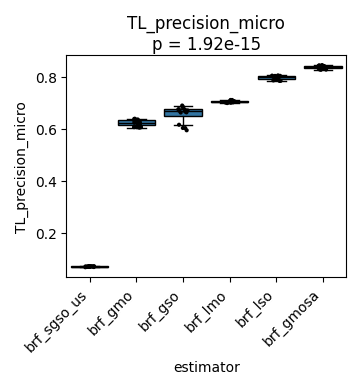 TL_precision_micro
p = 1.92e-15
TL_precision_micro
0.8
0.6
0.4
0.2
brf_sgso_us
brf_gmo
brf_gso
brf_lmo
brf_lso
brf_gmosa
estimator